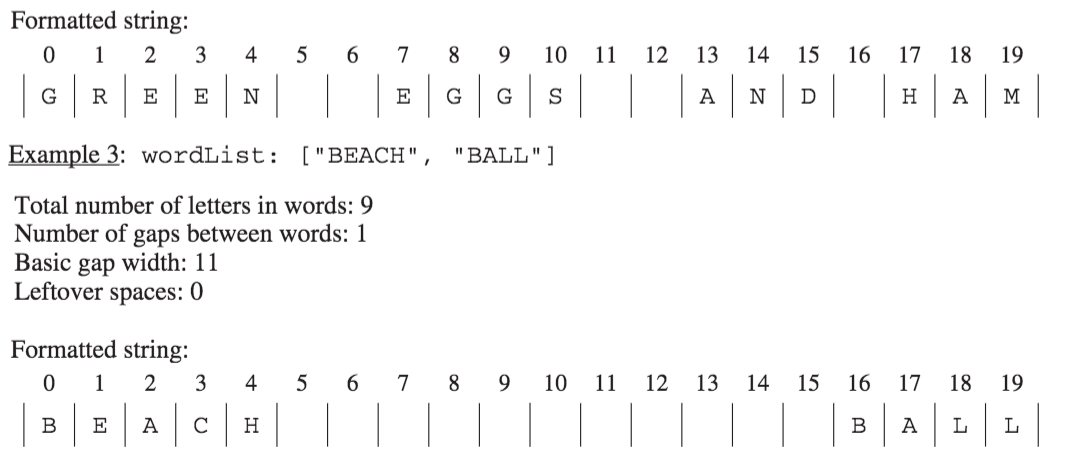 Formatted string:
0 1 2 3 4 5 6 7 8 9 10 11 12 13 14 15 16 17 18 19
G R E E N E G G S A N D H A M
Example 3: wordList: ["BEACH", "BALL"]
Total number of letters in words: 9
Number of gaps between words: 1
Basic gap width: 11
Leftover spaces: 0
Formatted string:
0 1 2 3 4 5 6 7 8 9 10 11 12 13 14 15 16 17 18 19
B E A C H B A L L